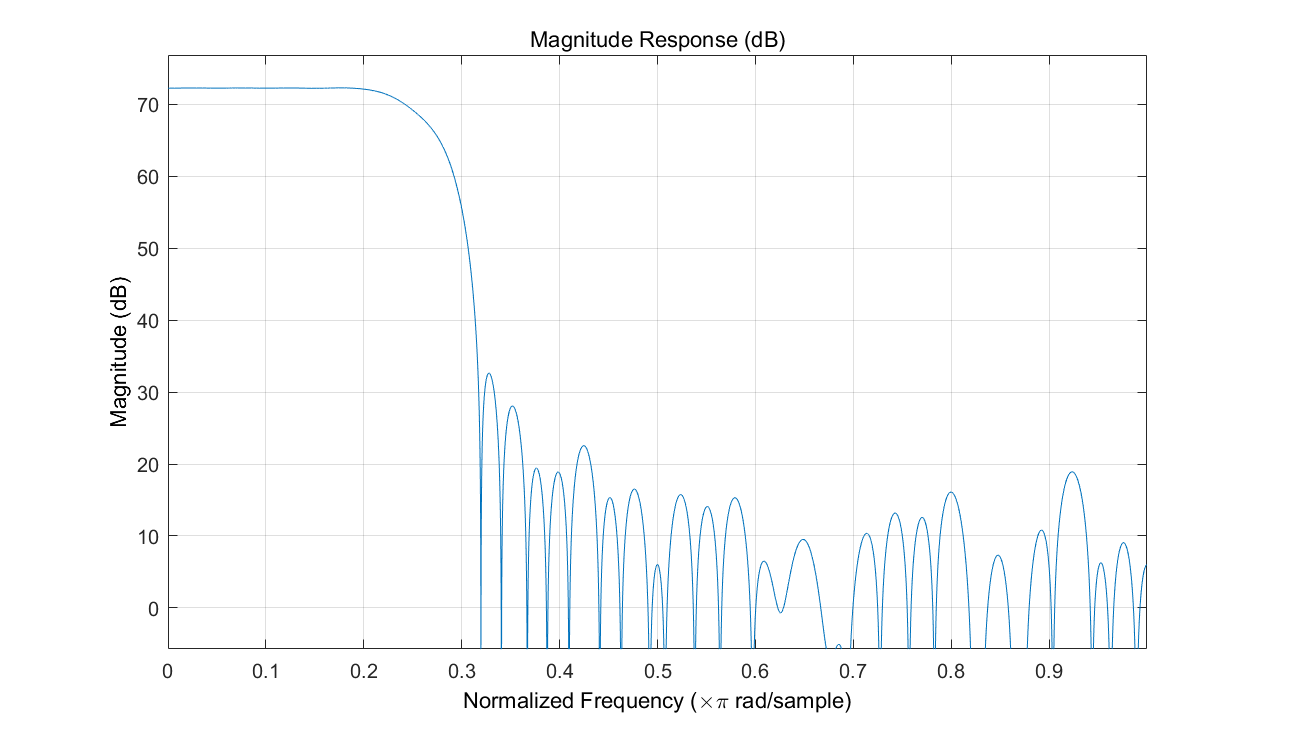 Magnitude Response (dB)
Magnitude (dB)
70
60
50
40
30
20
10
0
0 0.1 0.2 0.3 0.4 0.5 0.6 0.7 0.8 0.9
Normalized Frequency (×π rad/sample)